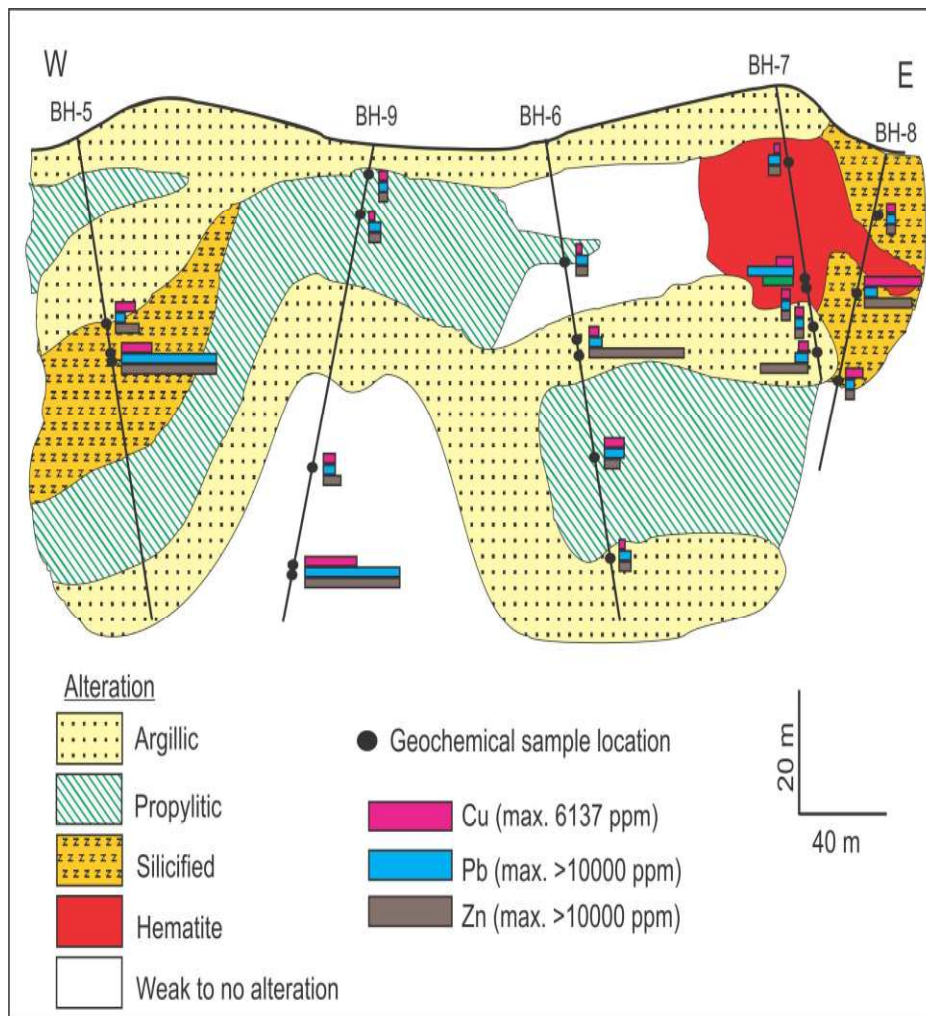 W
E
BH-5
BH-9
BH-6
BH-7
BH-8
Alteration
Argillic
Propylitic
Silicified
Hematite
Weak to no alteration
Geochemical sample location
Cu (max. 6137 ppm)
Pb (max. >10000 ppm)
Zn (max. >10000 ppm)
20 m
40 m